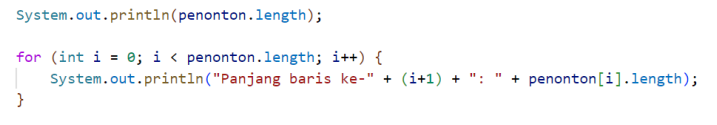 System.out.println(penonton.length);
for (int i = 0; i < penonton.length; i++) {
    System.out.println("Panjang baris ke-" + (i+1) + ": " + penonton[i].length);
}